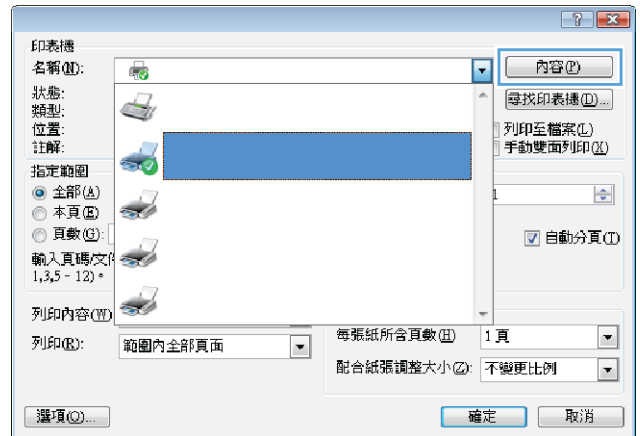 印表機
名稱(N):
內容(P)
狀態:
尋找印表機(D)...
類型:
位置:
列印至檔案(L)
註解:
手動雙面列印(X)
指定範圍
全部(A)
1
本頁(E)
頁數(G):
自動分頁(T)
輸入頁碼/文件
1,3,5 - 12)。
列印內容(W)
每張紙所含頁數(H)
1 頁
列印(R):
範圍內全部頁面
配合紙張調整大小(Z):
不變更比例
選項(O)...
確定
取消